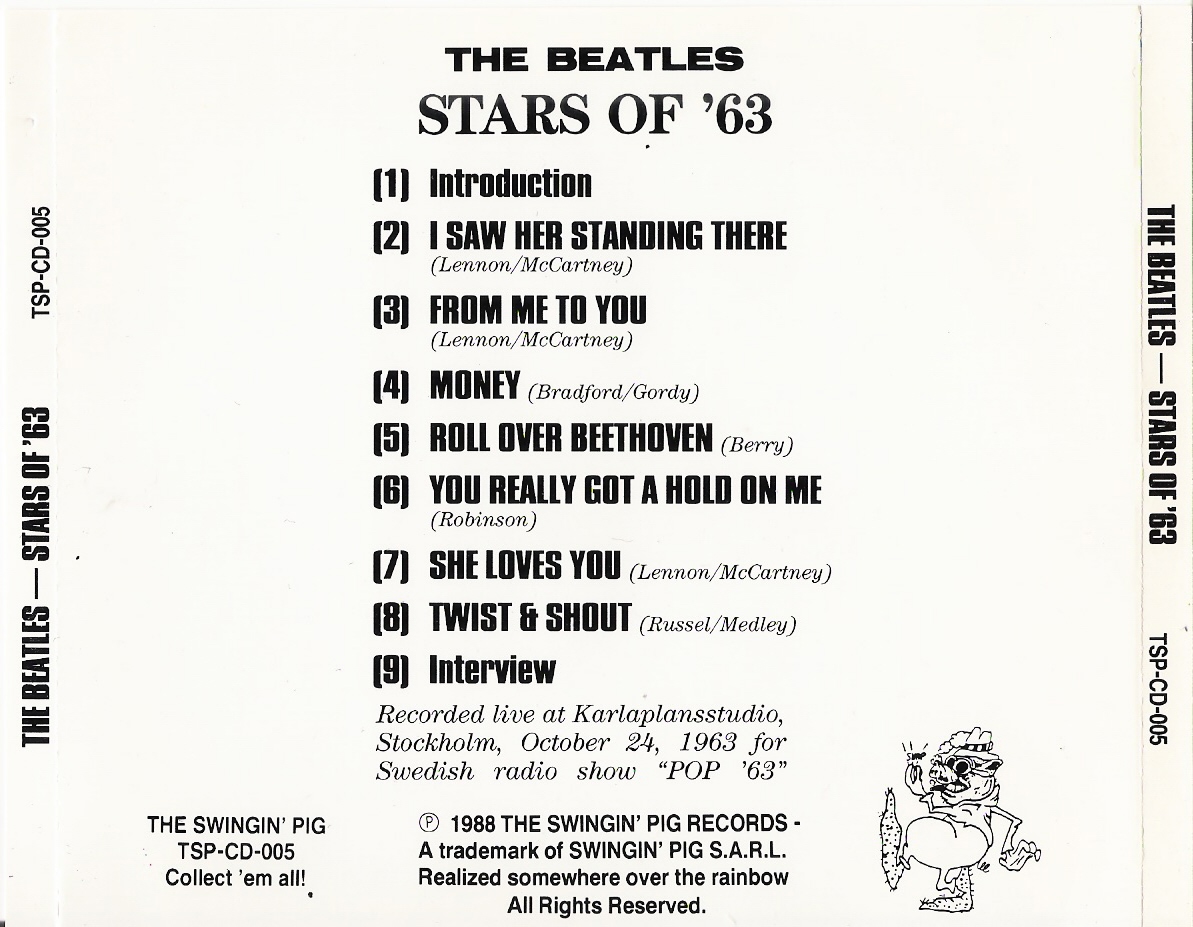 THE BEATLES
STARS OF '63
(1) Introduction
(2) I SAW HER STANDING THERE
(Lennon/McCartney)
(3) FROM ME TO YOU
(Lennon/McCartney)
(4) MONEY (Bradford/Gordy)
(5) ROLL OVER BEETHOVEN (Berry)
(6) YOU REALLY GOT A HOLD ON ME
(Robinson)
(7) SHE LOVES YOU (Lennon/McCartney)
(8) TWIST & SHOUT (Russel/Medley)
(9) Interview
Recorded live at Karlaplansstudio,
Stockholm, October 24, 1963 for
Swedish radio show "POP '63"
THE SWINGIN' PIG
TSP-CD-005
Collect 'em all!
℗ 1988 THE SWINGIN' PIG RECORDS -
A trademark of SWINGIN' PIG S.A.R.L.
Realized somewhere over the rainbow
All Rights Reserved.
THE BEATLES — STARS OF '63 TSP-CD-005
THE BEATLES — STARS OF '63 TSP-CD-005